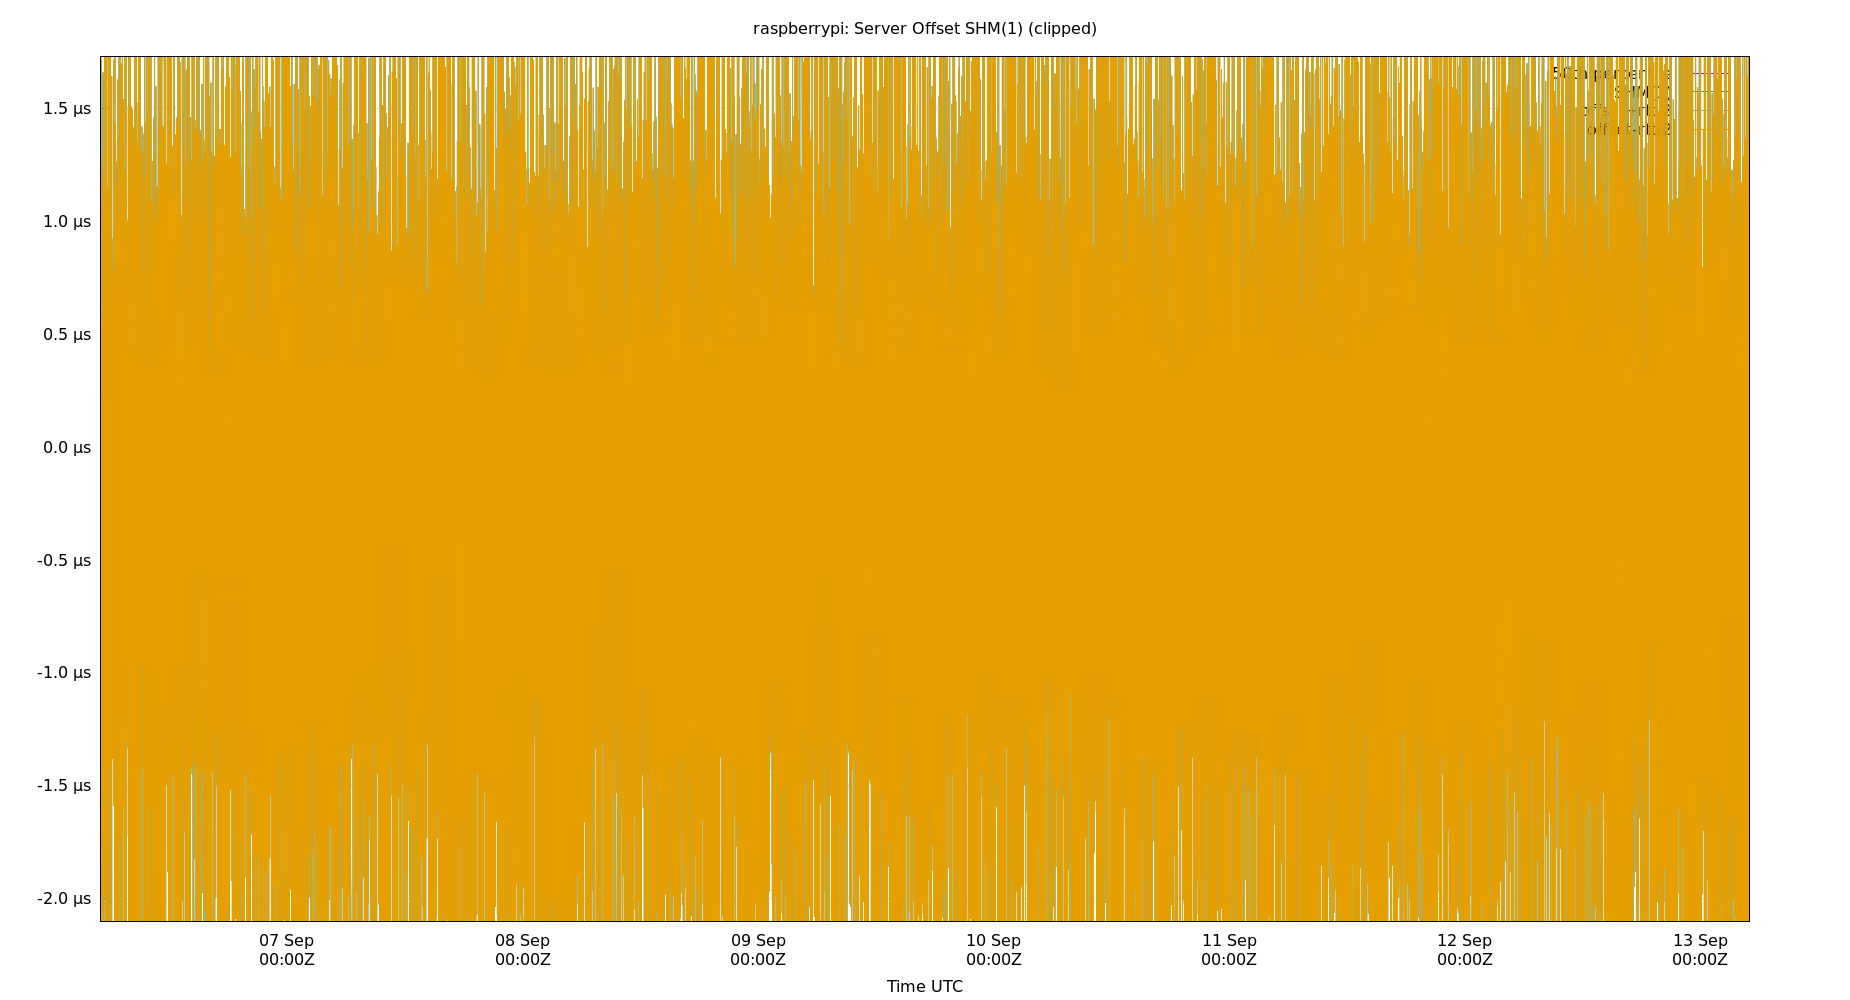 raspberrypi: Server Offset SHM(1) (clipped)
1.5 µs
1.0 µs
0.5 µs
0.0 µs
-0.5 µs
-1.0 µs
-1.5 µs
-2.0 µs
07 Sep 08 Sep 09 Sep 10 Sep 11 Sep 12 Sep 13 Sep
00:00Z 00:00Z 00:00Z 00:00Z 00:00Z 00:00Z 00:00Z
Time UTC